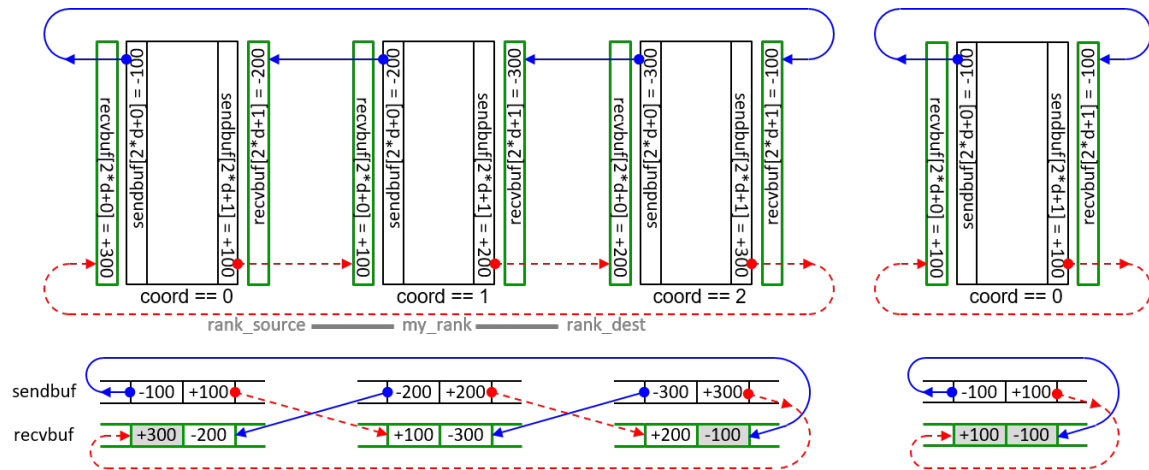 recvbuf[2*d+0] = +300
sendbuf[2*d+0] = -100
sendbuf[2*d+1] = +100
recvbuf[2*d+1] = -200
recvbuf[2*d+0] = +100
sendbuf[2*d+0] = -200
sendbuf[2*d+1] = +200
recvbuf[2*d+1] = -300
recvbuf[2*d+0] = +200
sendbuf[2*d+0] = -300
sendbuf[2*d+1] = +300
recvbuf[2*d+1] = -100
recvbuf[2*d+0] = +100
sendbuf[2*d+0] = -100
sendbuf[2*d+1] = +100
recvbuf[2*d+1] = -100
coord == 0
coord == 1
coord == 2
coord == 0
rank_source my_rank rank_dest
sendbuf -100 +100 -200 +200 -300 +300 -100 +100
recvbuf +300 -200 +100 -300 +200 -100 +100 -100